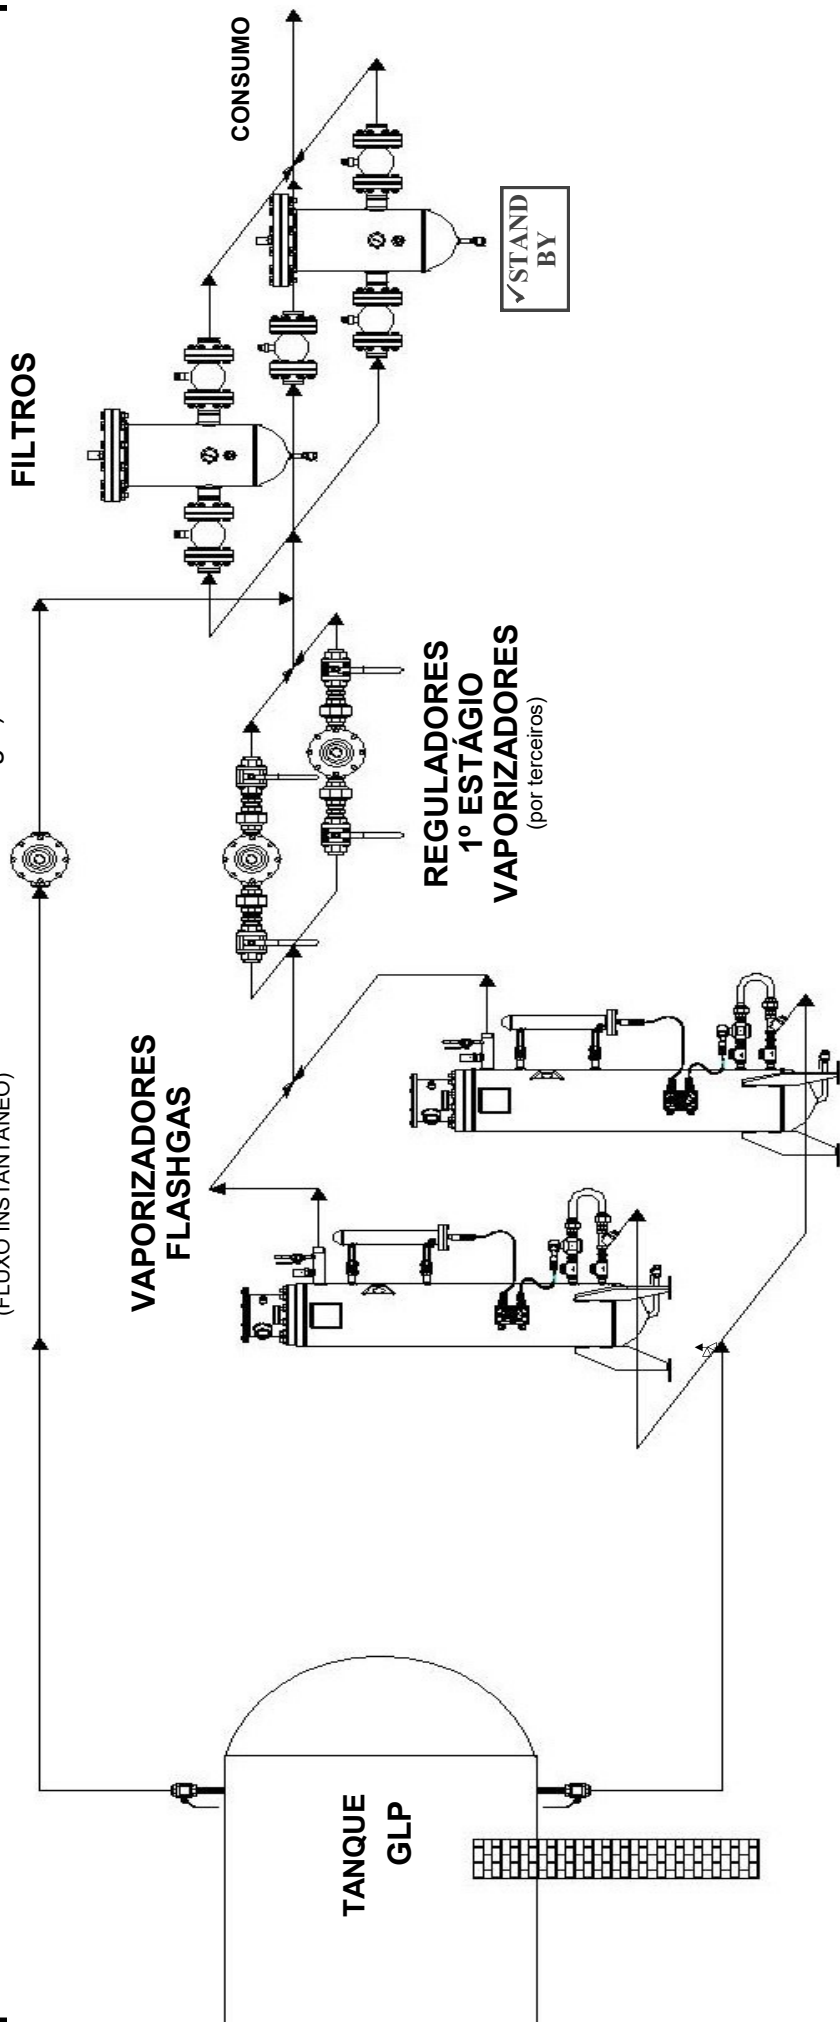 (FLUXO INSTANTÂNEO)
FILTROS
CONSUMO
VAPORIZADORES
FLASHGAS
TANQUE
GLP
REGULADORES
1º ESTÁGIO
VAPORIZADORES
(por terceiros)
✓STAND
BY